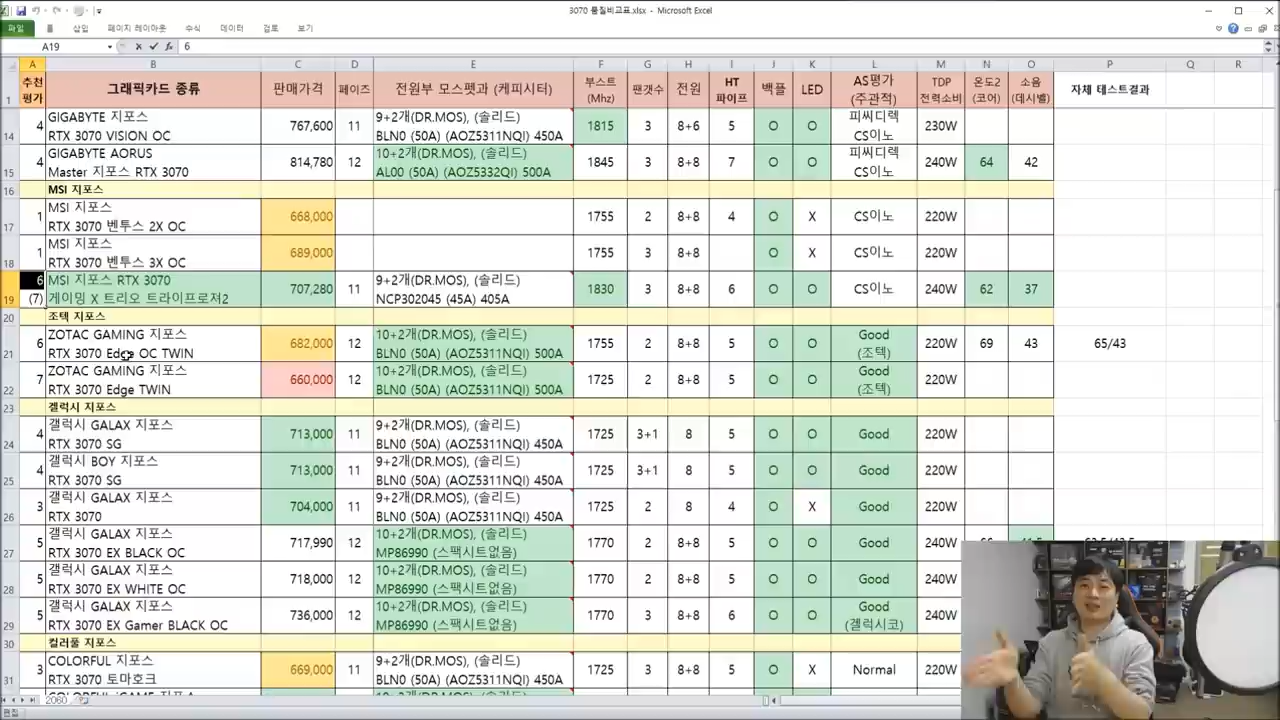 3070 품질비교표.xlsx - Microsoft Excel
파일 홈 삽입 페이지 레이아웃 수식 데이터 검토 보기
A19 fx 6
A B C D E F G H I J K L M N O P Q R
1 추천 평가 그래픽카드 종류 판매가격 페이즈 전원부 모스펫과 (케피시터) 부스트 (Mhz) 팬갯수 전원 HT 파이프 백플 LED AS평가 (주관적) TDP 전력소비 온도2 (코어) 소음 (데시벨) 자체 테스트결과
14 4 GIGABYTE 지포스 RTX 3070 VISION OC 767,600 11 9+2개(DR.MOS), (솔리드) BLN0 (50A) (AOZ5311NQI) 450A 1815 3 8+6 5 O O 피씨디렉 CS이노 230W
15 4 GIGABYTE AORUS Master 지포스 RTX 3070 814,780 12 10+2개(DR.MOS), (솔리드) AL00 (50A) (AOZ5332QI) 500A 1845 3 8+8 7 O O 피씨디렉 CS이노 240W 64 42
16 MSI 지포스
17 1 MSI 지포스 RTX 3070 벤투스 2X OC 668,000 1755 2 8+8 4 O X CS이노 220W
18 1 MSI 지포스 RTX 3070 벤투스 3X OC 689,000 1755 3 8+8 O X CS이노 220W
19 6 (7) MSI 지포스 RTX 3070 게이밍 X 트리오 트라이프로져2 707,280 11 9+2개(DR.MOS), (솔리드) NCP302045 (45A) 405A 1830 3 8+8 6 O O CS이노 240W 62 37
20 조텍 지포스
21 6 ZOTAC GAMING 지포스 RTX 3070 Edge OC TWIN 682,000 12 10+2개(DR.MOS), (솔리드) BLN0 (50A) (AOZ5311NQI) 500A 1755 2 8+8 5 O O Good (조텍) 220W 69 43 65/43
22 7 ZOTAC GAMING 지포스 RTX 3070 Edge TWIN 660,000 12 10+2개(DR.MOS), (솔리드) BLN0 (50A) (AOZ5311NQI) 500A 1725 2 8+8 5 O O Good (조텍) 220W
23 겔럭시 지포스
24 4 갤럭시 GALAX 지포스 RTX 3070 SG 713,000 11 9+2개(DR.MOS), (솔리드) BLN0 (50A) (AOZ5311NQI) 450A 1725 3+1 8 5 O O Good 220W
25 4 갤럭시 BOY 지포스 RTX 3070 SG 713,000 11 9+2개(DR.MOS), (솔리드) BLN0 (50A) (AOZ5311NQI) 450A 1725 3+1 8 5 O O Good 220W
26 3 갤럭시 GALAX 지포스 RTX 3070 704,000 11 9+2개(DR.MOS), (솔리드) BLN0 (50A) (AOZ5311NQI) 450A 1725 2 8 4 O X Good 220W
27 5 갤럭시 GALAX 지포스 RTX 3070 EX BLACK OC 717,990 12 10+2개(DR.MOS), (솔리드) MP86990 (스팩시트없음) 1770 2 8+8 5 O O Good 240W
28 5 갤럭시 GALAX 지포스 RTX 3070 EX WHITE OC 718,000 12 10+2개(DR.MOS), (솔리드) MP86990 (스팩시트없음) 1770 2 8+8 5 O O Good 240W
29 5 갤럭시 GALAX 지포스 RTX 3070 EX Gamer BLACK OC 736,000 12 10+2개(DR.MOS), (솔리드) MP86990 (스팩시트없음) 1770 3 8+8 6 O O Good (겔럭시코) 240W
30 컬러풀 지포스
31 3 COLORFUL 지포스 RTX 3070 토마호크 669,000 11 9+2개(DR.MOS), (솔리드) BLN0 (50A) (AOZ5311NQI) 450A 1725 3 8+8 5 O X Normal 220W
2060
편집